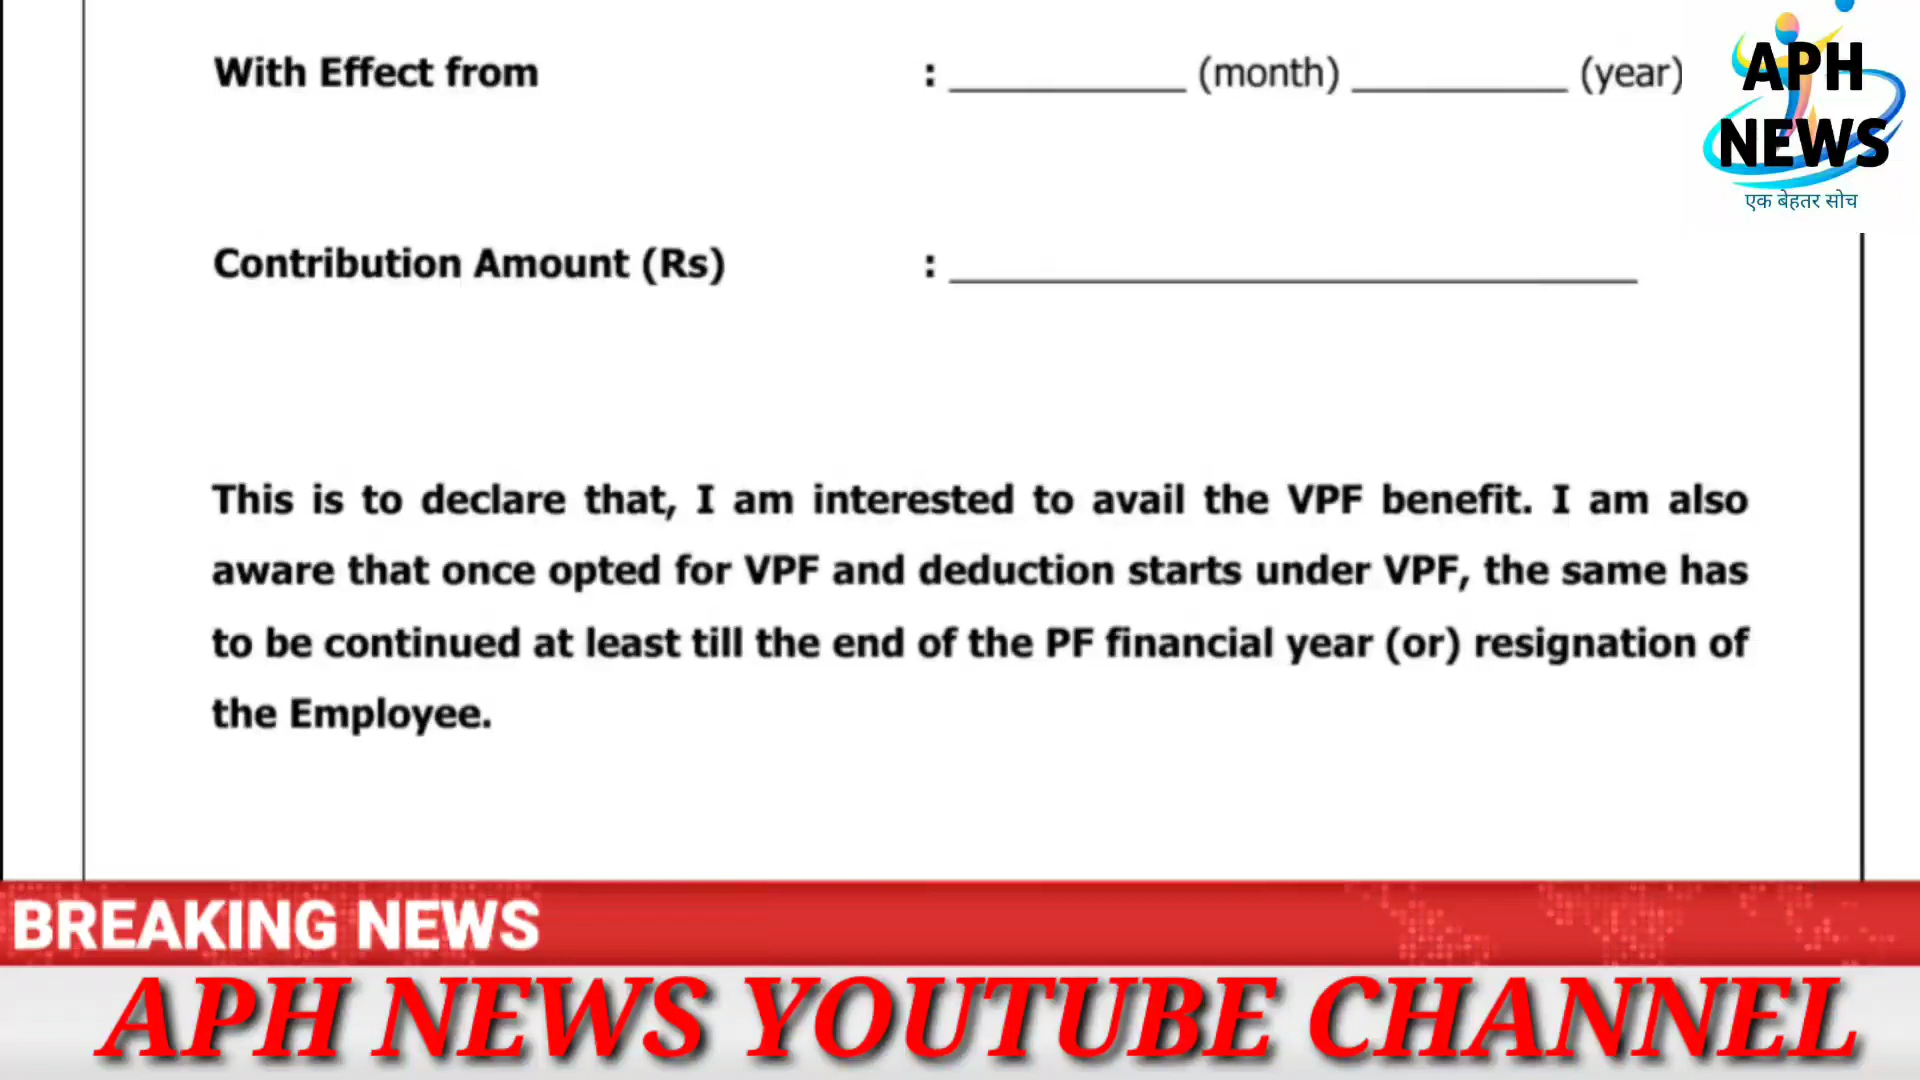 With Effect from : ____________ (month) ___________ (year)
APH
NEWS
एक बेहतर सोच
Contribution Amount (Rs) : ___________________________________
This is to declare that, I am interested to avail the VPF benefit. I am also
aware that once opted for VPF and deduction starts under VPF, the same has
to be continued at least till the end of the PF financial year (or) resignation of
the Employee.
BREAKING NEWS
APH NEWS YOUTUBE CHANNEL